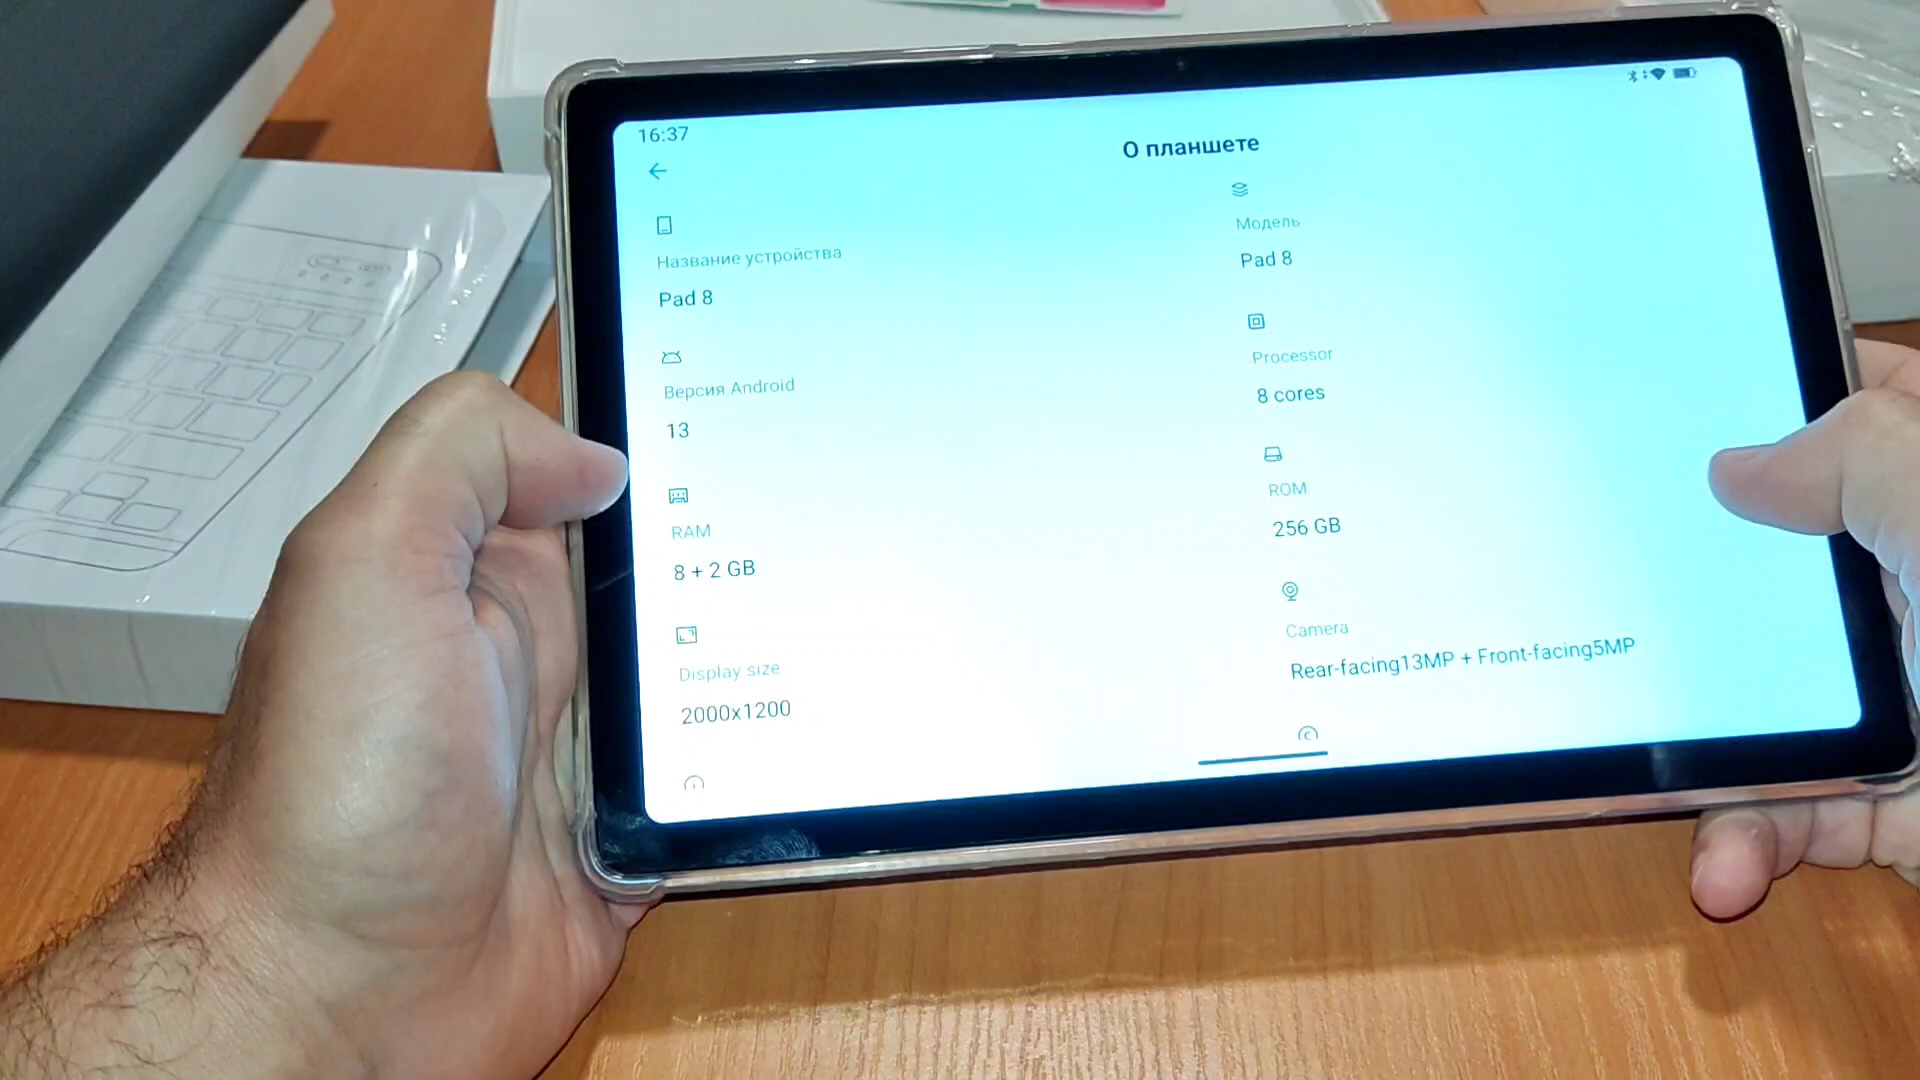 16:37
О планшете
Название устройства
Pad 8
Модель
Pad 8
Версия Android
13
Processor
8 cores
RAM
8 + 2 GB
ROM
256 GB
Display size
2000x1200
Camera
Rear-facing13MP + Front-facing5MP